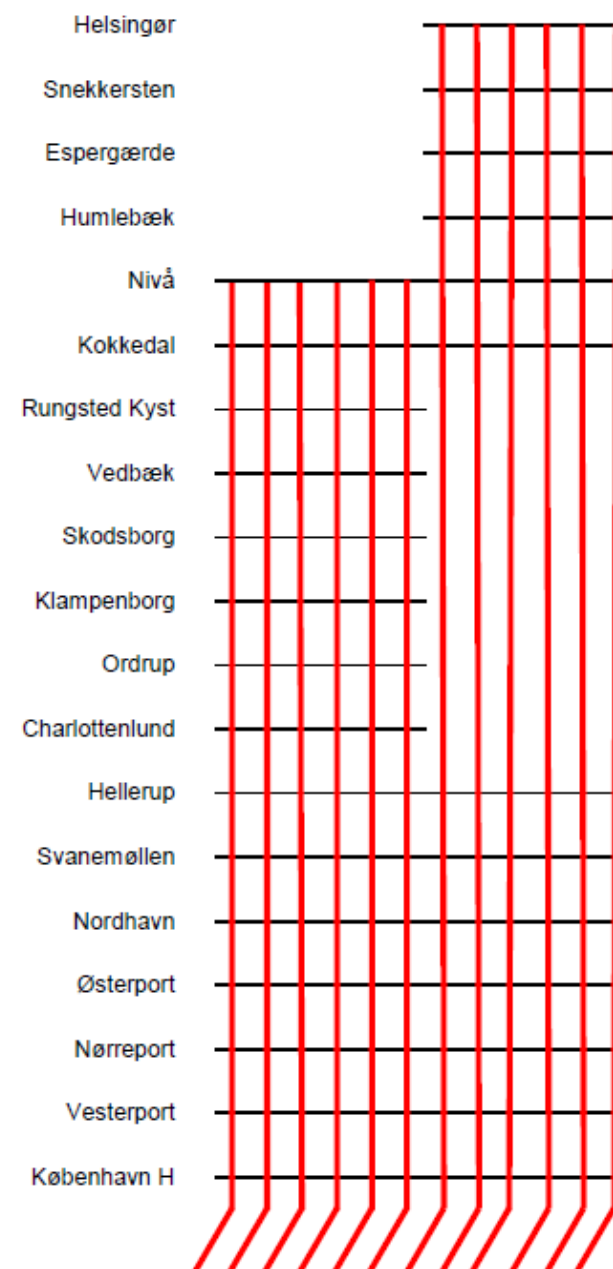 Helsingør
Snekkersten
Espergærde
Humlebæk
Nivå
Kokkedal
Rungsted Kyst
Vedbæk
Skodsborg
Klampenborg
Ordrup
Charlottenlund
Hellerup
Svanemøllen
Nordhavn
Østerport
Nørreport
Vesterport
København H